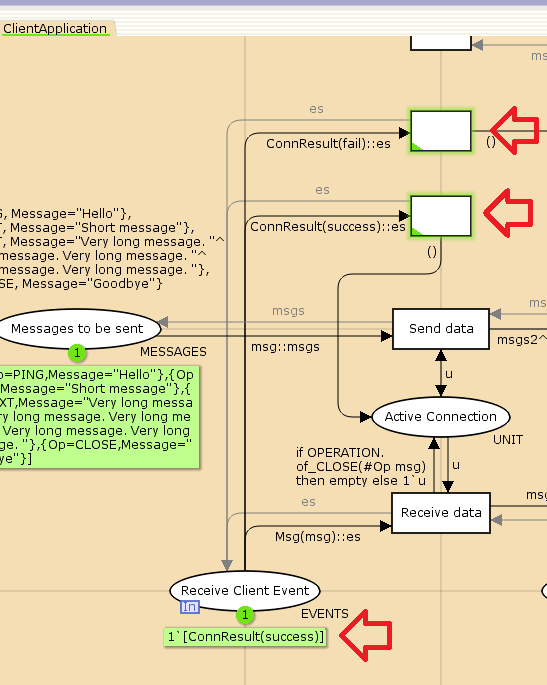 ClientApplication
ms
es
ConnResult(fail)::es
()
es
ConnResult(success)::es
()
G, Message="Hello"},
T, Message="Short message"},
T, Message="Very long message. "^
message. Very long message. "^
message. Very long message. "},
SE, Message="Goodbye"}
msgs
ms
Messages to be sent
Send data
msgs2^
1
MESSAGES
msg::msgs
u
p=PING,Message="Hello"},{Op
,Message="Short message"},{
XT,Message="Very long messa
ry long message. Very long me
Very long message. Very long
ge. "},{Op=CLOSE,Message="
ye"}]
Active Connection
UNIT
if OPERATION.
of_CLOSE(#Op msg)
then empty else 1`u
u
es
Receive data
msg
Msg(msg)::es
Receive Client Event
In
1
EVENTS
1`[ConnResult(success)]